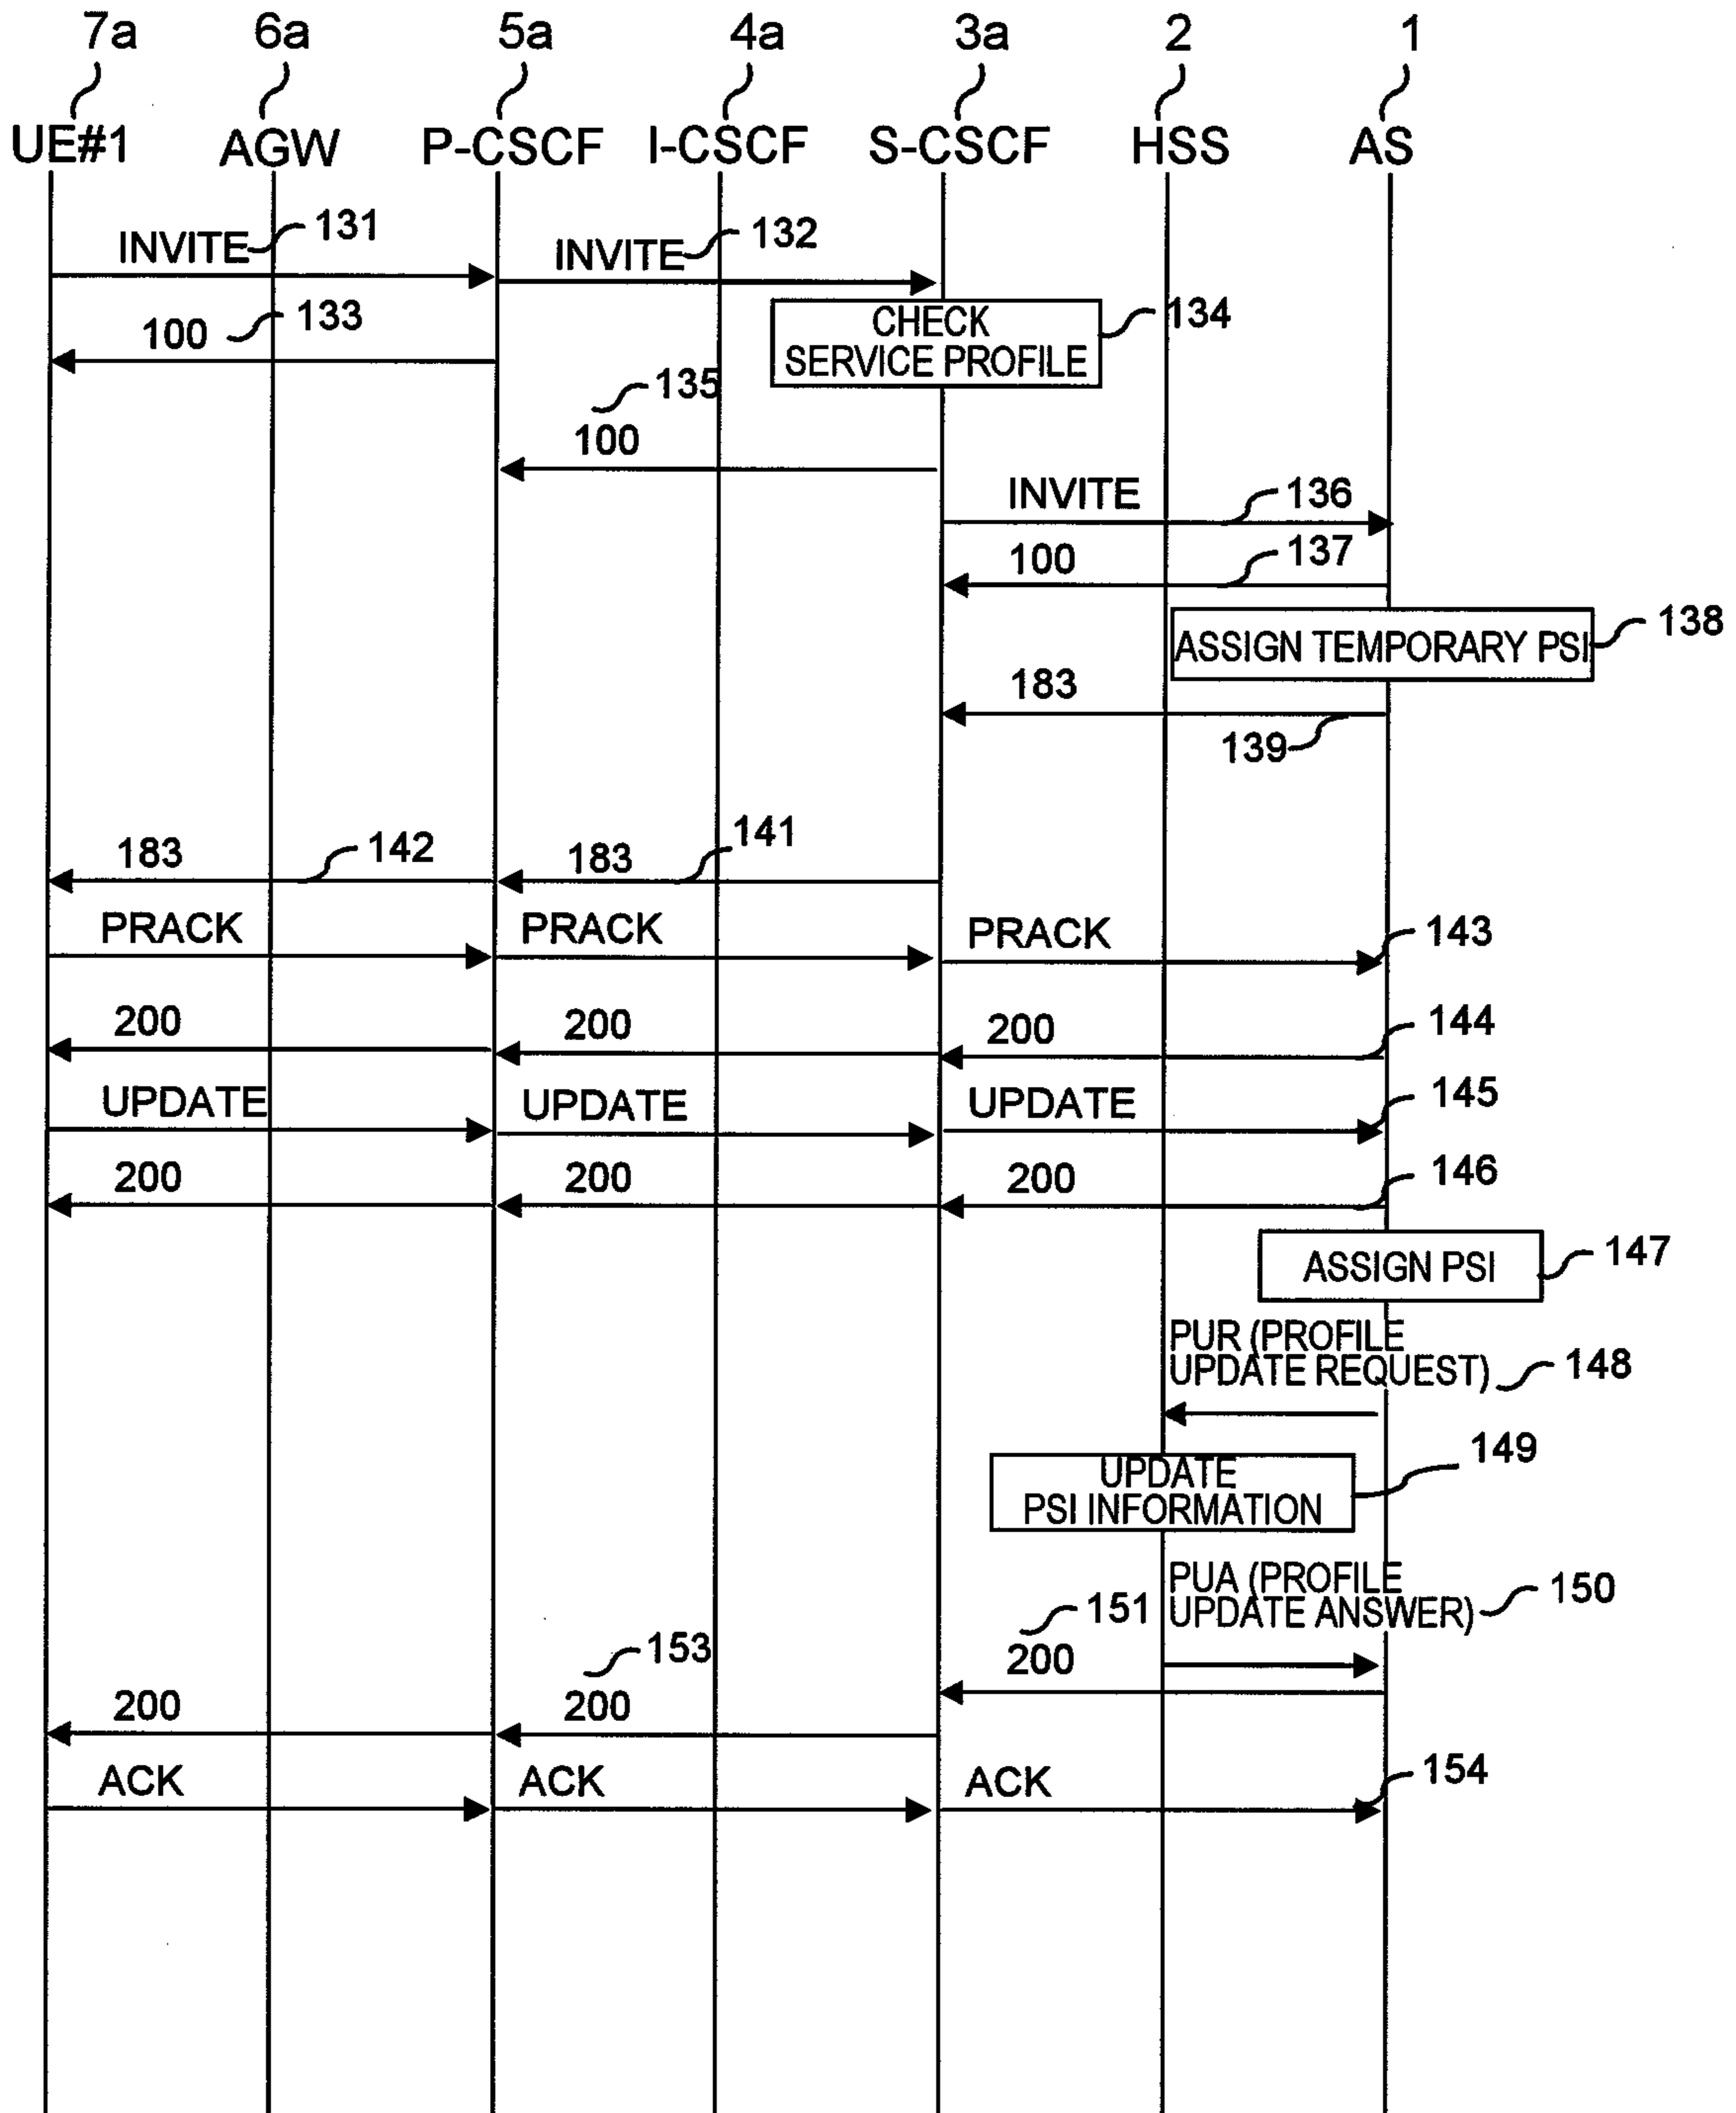 7a 6a 5a 4a 3a 2 1
UE#1 AGW P-CSCF I-CSCF S-CSCF HSS AS
INVITE 131
INVITE 132
100 133
CHECK
SERVICE PROFILE
134
135
100
INVITE 136
100 137
ASSIGN TEMPORARY PSI 138
183
139
183 142
183 141
PRACK PRACK PRACK 143
200 200 200 144
UPDATE UPDATE UPDATE 145
200 200 200 146
ASSIGN PSI 147
PUR (PROFILE
UPDATE REQUEST) 148
UPDATE
PSI INFORMATION
149
PUA (PROFILE
UPDATE ANSWER) 150
151
200
153
200 200
ACK ACK ACK 154